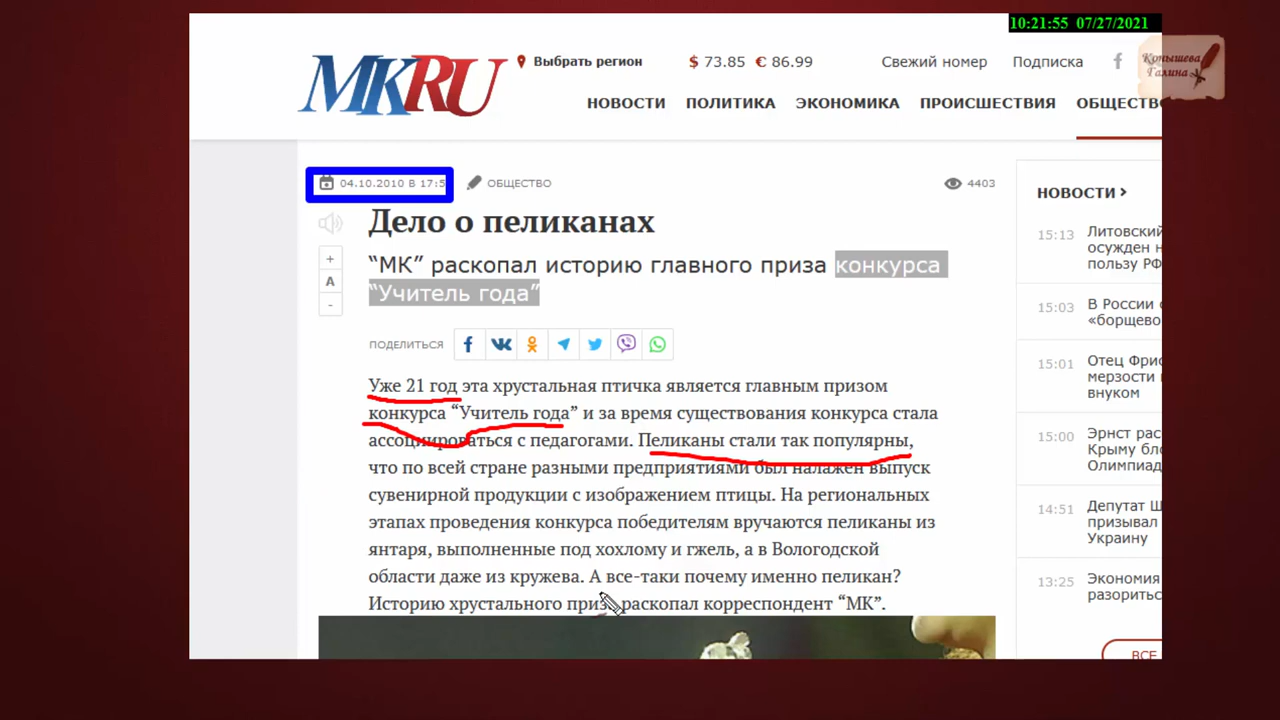 10:21:55 07/27/2021
Копышева
Галина
MKRU
Выбрать регион
$ 73.85 € 86.99
Свежий номер
Подписка
НОВОСТИ
ПОЛИТИКА
ЭКОНОМИКА
ПРОИСШЕСТВИЯ
ОБЩЕСТВО
04.10.2010 В 17:5
ОБЩЕСТВО
4403
Дело о пеликанах
“МК” раскопал историю главного приза конкурса
“Учитель года”
+
А
-
ПОДЕЛИТЬСЯ
Уже 21 год эта хрустальная птичка является главным призом
конкурса “Учитель года” и за время существования конкурса стала
ассоциироваться с педагогами. Пеликаны стали так популярны,
что по всей стране разными предприятиями был налажен выпуск
сувенирной продукции с изображением птицы. На региональных
этапах проведения конкурса победителям вручаются пеликаны из
янтаря, выполненные под хохлому и гжель, а в Вологодской
области даже из кружева. А все-таки почему именно пеликан?
Историю хрустального приза раскопал корреспондент “МК”.
НОВОСТИ
15:13
Литовский
осужден н
пользу РФ
15:03
В России
«борщево
15:01
Отец Фрис
мерзости
внуком
15:00
Эрнст рас
Крыму бло
Олимпиад
14:51
Депутат Ш
призывал
Украину
13:25
Экономия
разоритьс
ВСЕ